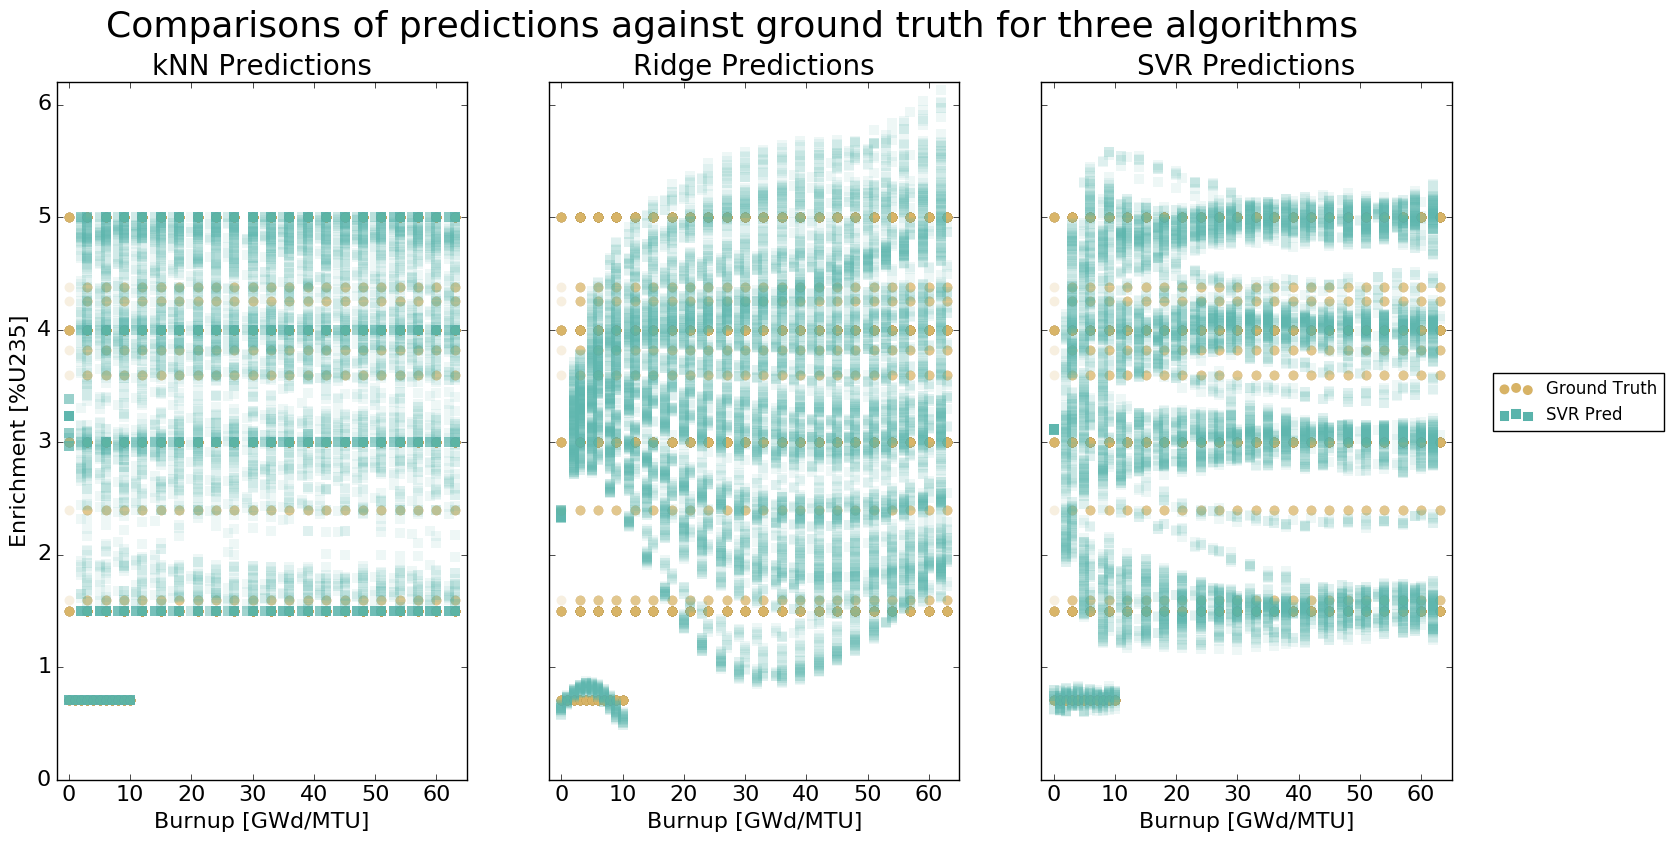 Comparisons of predictions against ground truth for three algorithms
kNN Predictions
Ridge Predictions
SVR Predictions
Enrichment [%U235]
6
5
4
3
2
1
0
0 10 20 30 40 50 60
0 10 20 30 40 50 60
0 10 20 30 40 50 60
Burnup [GWd/MTU]
Burnup [GWd/MTU]
Burnup [GWd/MTU]
Ground Truth
SVR Pred